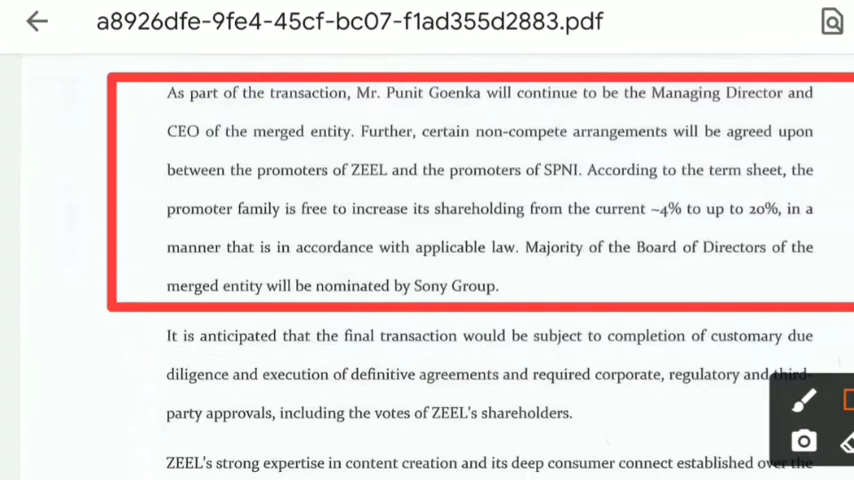 a8926dfe-9fe4-45cf-bc07-f1ad355d2883.pdf
As part of the transaction, Mr. Punit Goenka will continue to be the Managing Director and
CEO of the merged entity. Further, certain non-compete arrangements will be agreed upon
between the promoters of ZEEL and the promoters of SPNI. According to the term sheet, the
promoter family is free to increase its shareholding from the current ~4% to up to 20%, in a
manner that is in accordance with applicable law. Majority of the Board of Directors of the
merged entity will be nominated by Sony Group.
It is anticipated that the final transaction would be subject to completion of customary due
diligence and execution of definitive agreements and required corporate, regulatory and third-
party approvals, including the votes of ZEEL's shareholders.
ZEEL's strong expertise in content creation and its deep consumer connect established over the